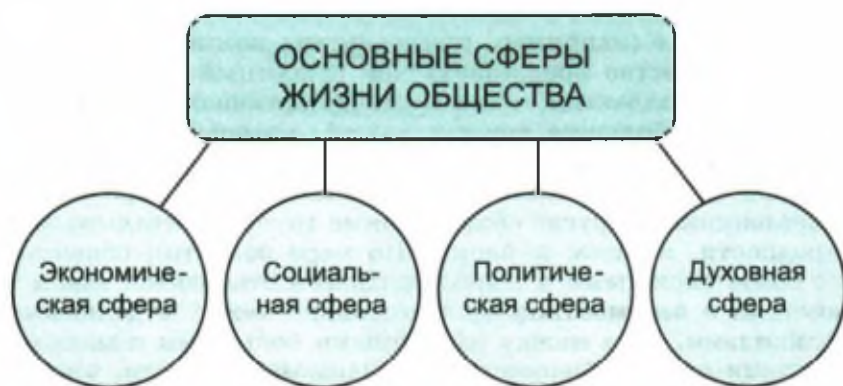 ОСНОВНЫЕ СФЕРЫ
ЖИЗНИ ОБЩЕСТВА
Экономиче-
ская сфера
Социаль-
ная сфера
Политиче-
ская сфера
Духовная
сфера